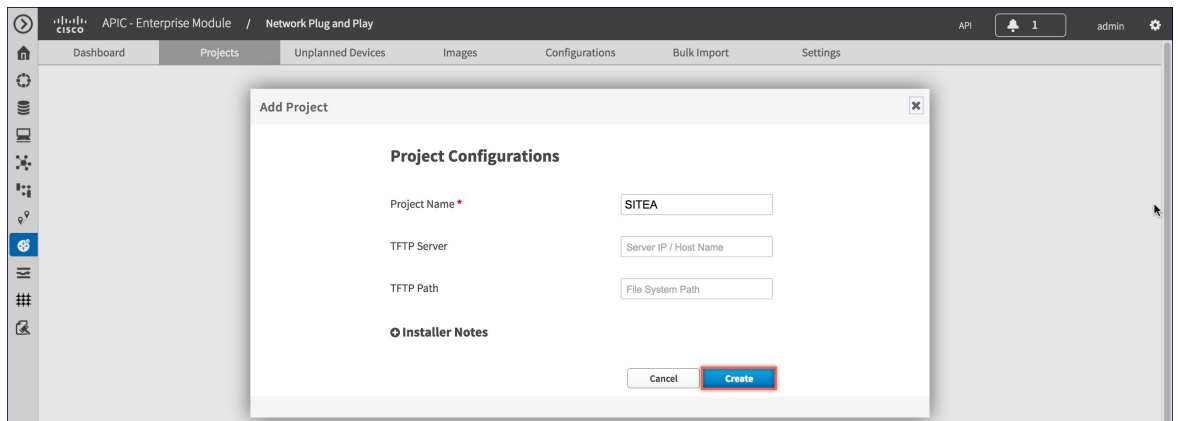 CISCO APIC - Enterprise Module / Network Plug and Play API 1 admin
Dashboard Projects Unplanned Devices Images Configurations Bulk Import Settings
Add Project
Project Configurations
Project Name * SITEA
TFTP Server Server IP / Host Name
TFTP Path File System Path
Installer Notes
Cancel Create